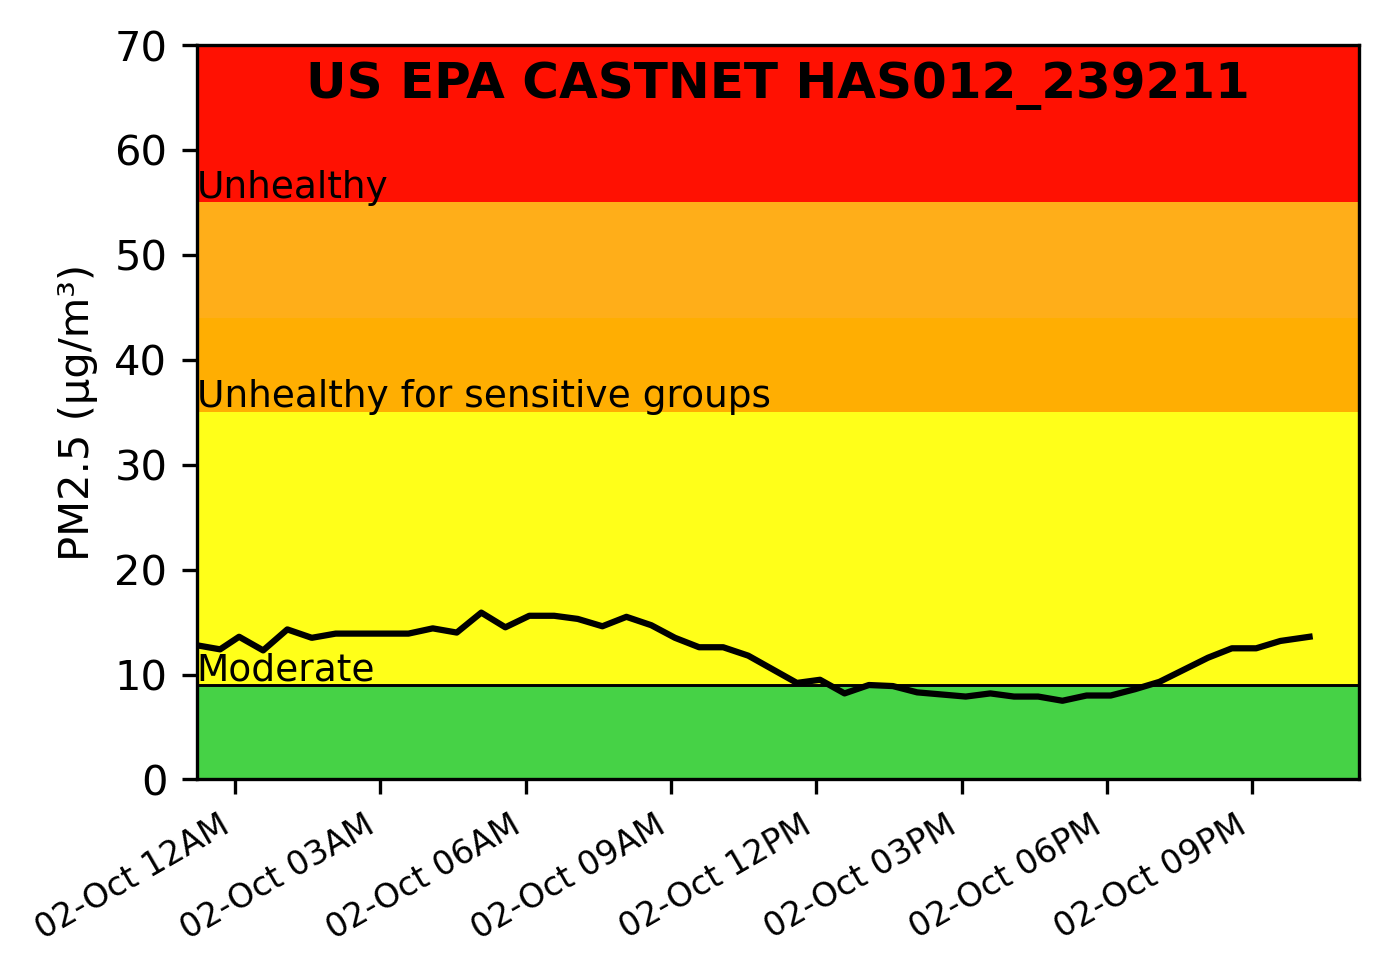 US EPA CASTNET HAS012_239211
70
60
50
40
30
20
10
0
PM2.5 (µg/m³)
Unhealthy
Unhealthy for sensitive groups
Moderate
02-Oct 12AM
02-Oct 03AM
02-Oct 06AM
02-Oct 09AM
02-Oct 12PM
02-Oct 03PM
02-Oct 06PM
02-Oct 09PM